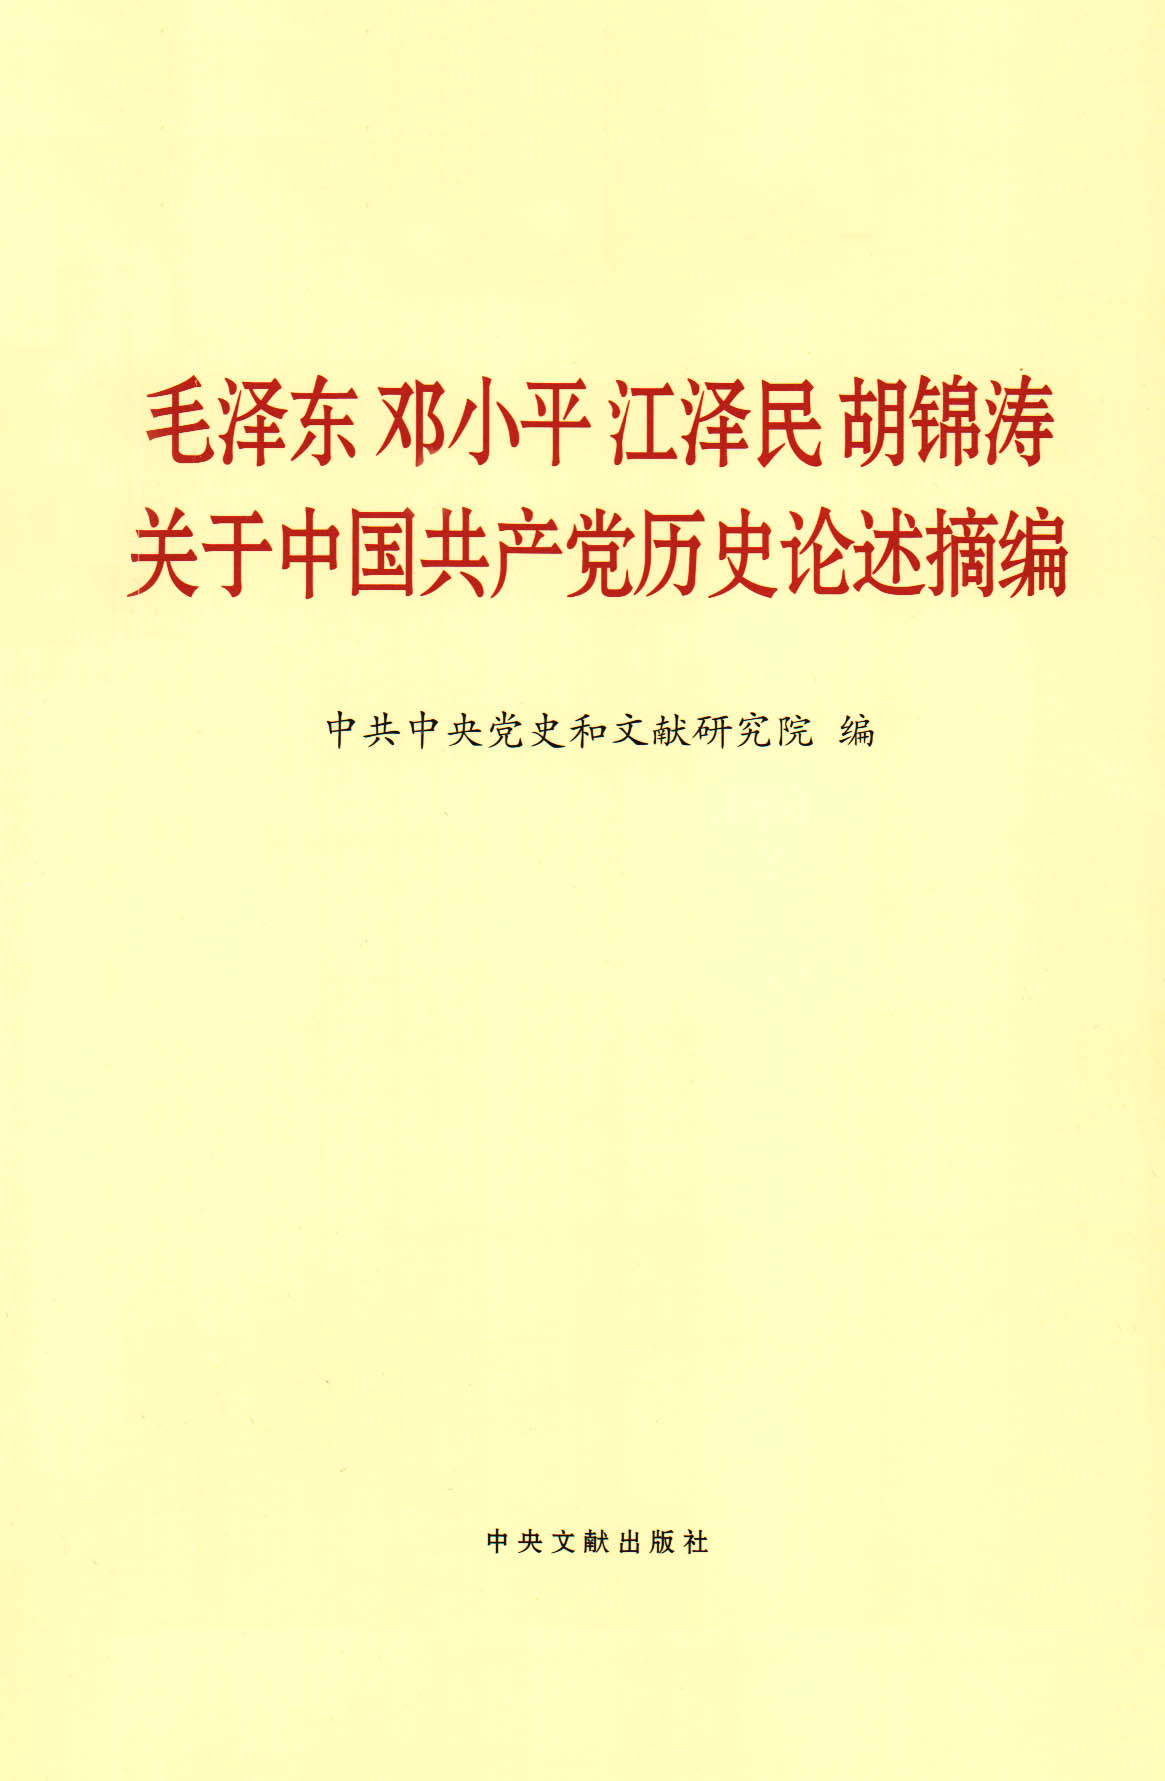 毛泽东 邓小平 江泽民 胡锦涛
关于中国共产党历史论述摘编
中共中央党史和文献研究院 编
中央文献出版社